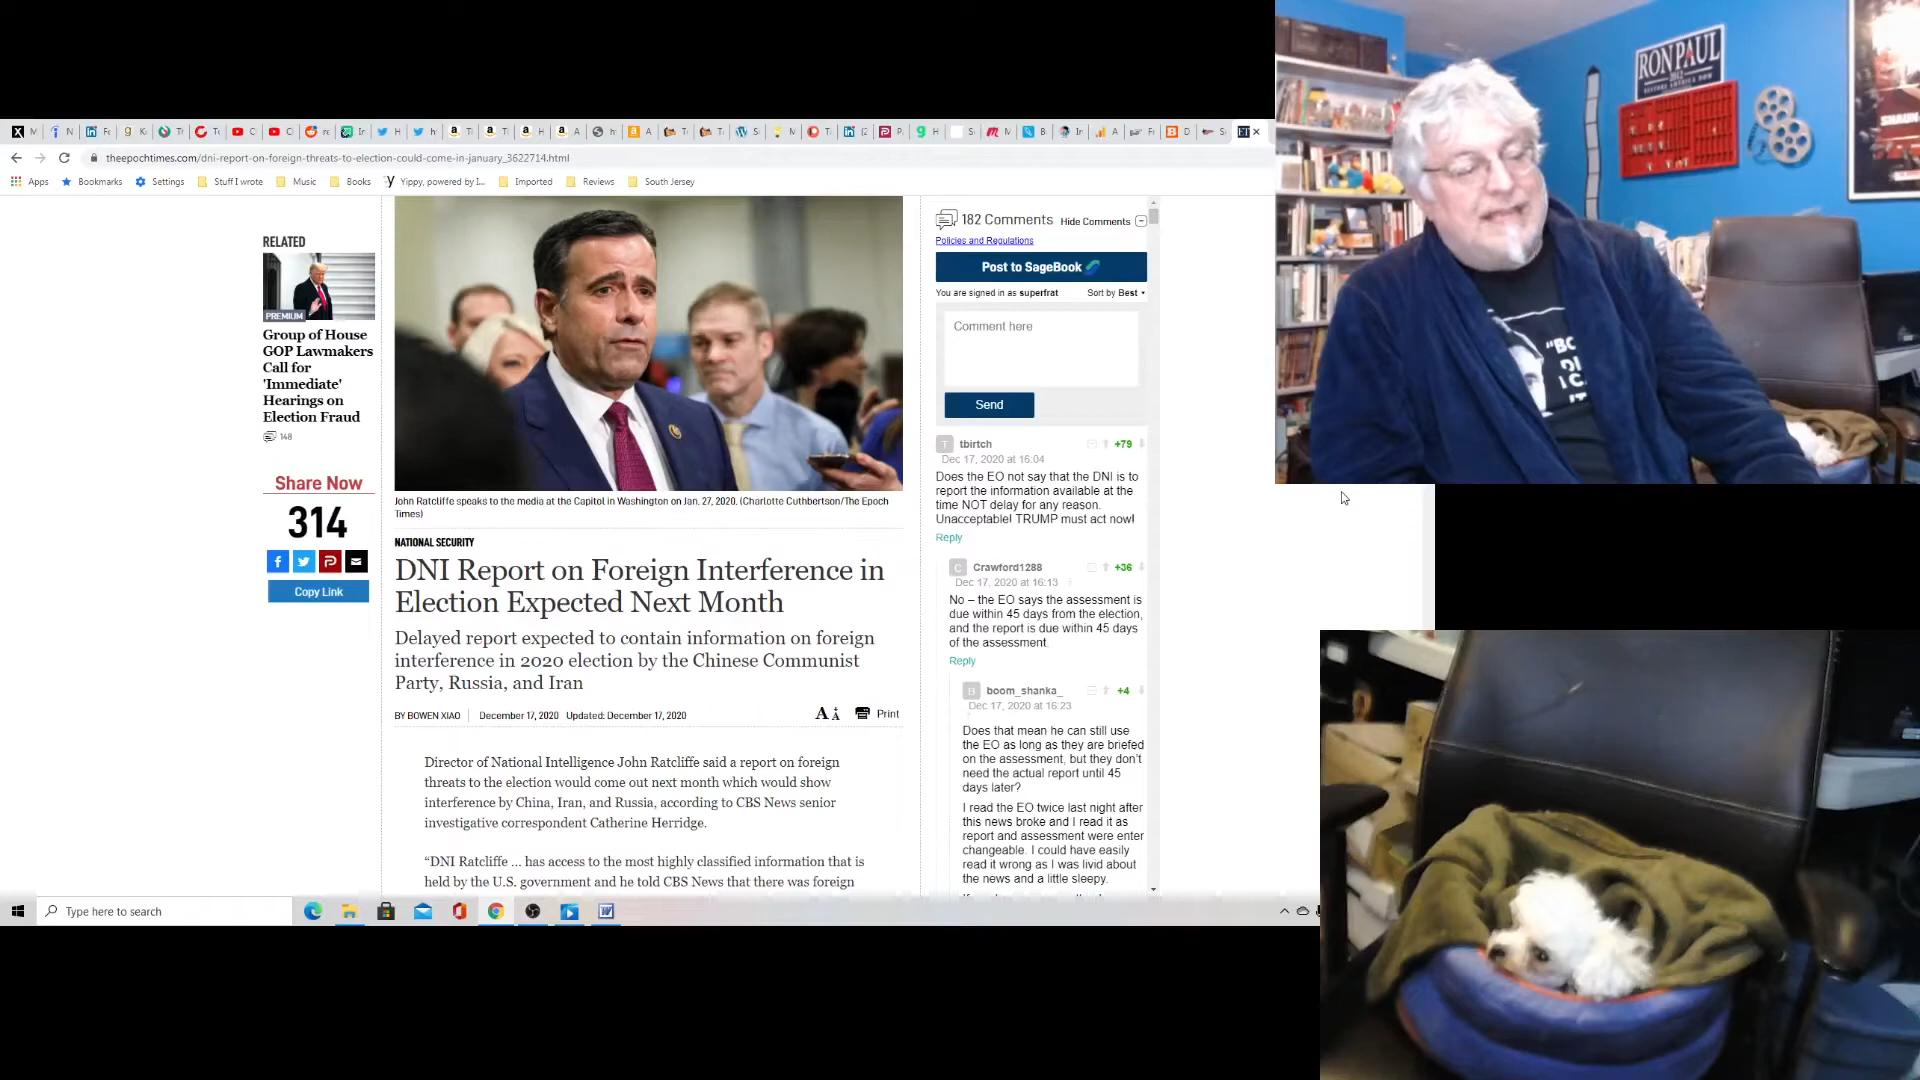 theepochtimes.com/dni-report-on-foreign-threats-to-election-could-come-in-january_3622714.html
Apps Bookmarks Settings Stuff I wrote Music Books Yippy, powered by I... Imported Reviews South Jersey
RELATED
PREMIUM
Group of House
GOP Lawmakers
Call for
'Immediate'
Hearings on
Election Fraud
148
Share Now
314
Copy Link
John Ratcliffe speaks to the media at the Capitol in Washington on Jan. 27, 2020. (Charlotte Cuthbertson/The Epoch
Times)
NATIONAL SECURITY
DNI Report on Foreign Interference in
Election Expected Next Month
Delayed report expected to contain information on foreign
interference in 2020 election by the Chinese Communist
Party, Russia, and Iran
BY BOWEN XIAO December 17, 2020 Updated: December 17, 2020
Print
Director of National Intelligence John Ratcliffe said a report on foreign
threats to the election would come out next month which would show
interference by China, Iran, and Russia, according to CBS News senior
investigative correspondent Catherine Herridge.
“DNI Ratcliffe ... has access to the most highly classified information that is
held by the U.S. government and he told CBS News that there was foreign
182 Comments Hide Comments
Policies and Regulations
Post to SageBook
You are signed in as superfrat Sort by Best
Comment here
Send
T tbirtch +79
Dec 17, 2020 at 16:04
Does the EO not say that the DNI is to
report the information available at the
time NOT delay for any reason.
Unacceptable! TRUMP must act now!
Reply
C Crawford1288 +36
Dec 17, 2020 at 16:13
No – the EO says the assessment is
due within 45 days from the election,
and the report is due within 45 days
of the assessment.
Reply
B boom_shanka_ +4
Dec 17, 2020 at 16:23
Does that mean he can still use
the EO as long as they are briefed
on the assessment, but they don't
need the actual report until 45
days later?
I read the EO twice last night after
this news broke and I read it as
report and assessment were enter
changeable. I could have easily
read it wrong as I was livid about
the news and a little sleepy.
Type here to search
RON PAUL
2012
RESTORE AMERICA NOW
SHAUN